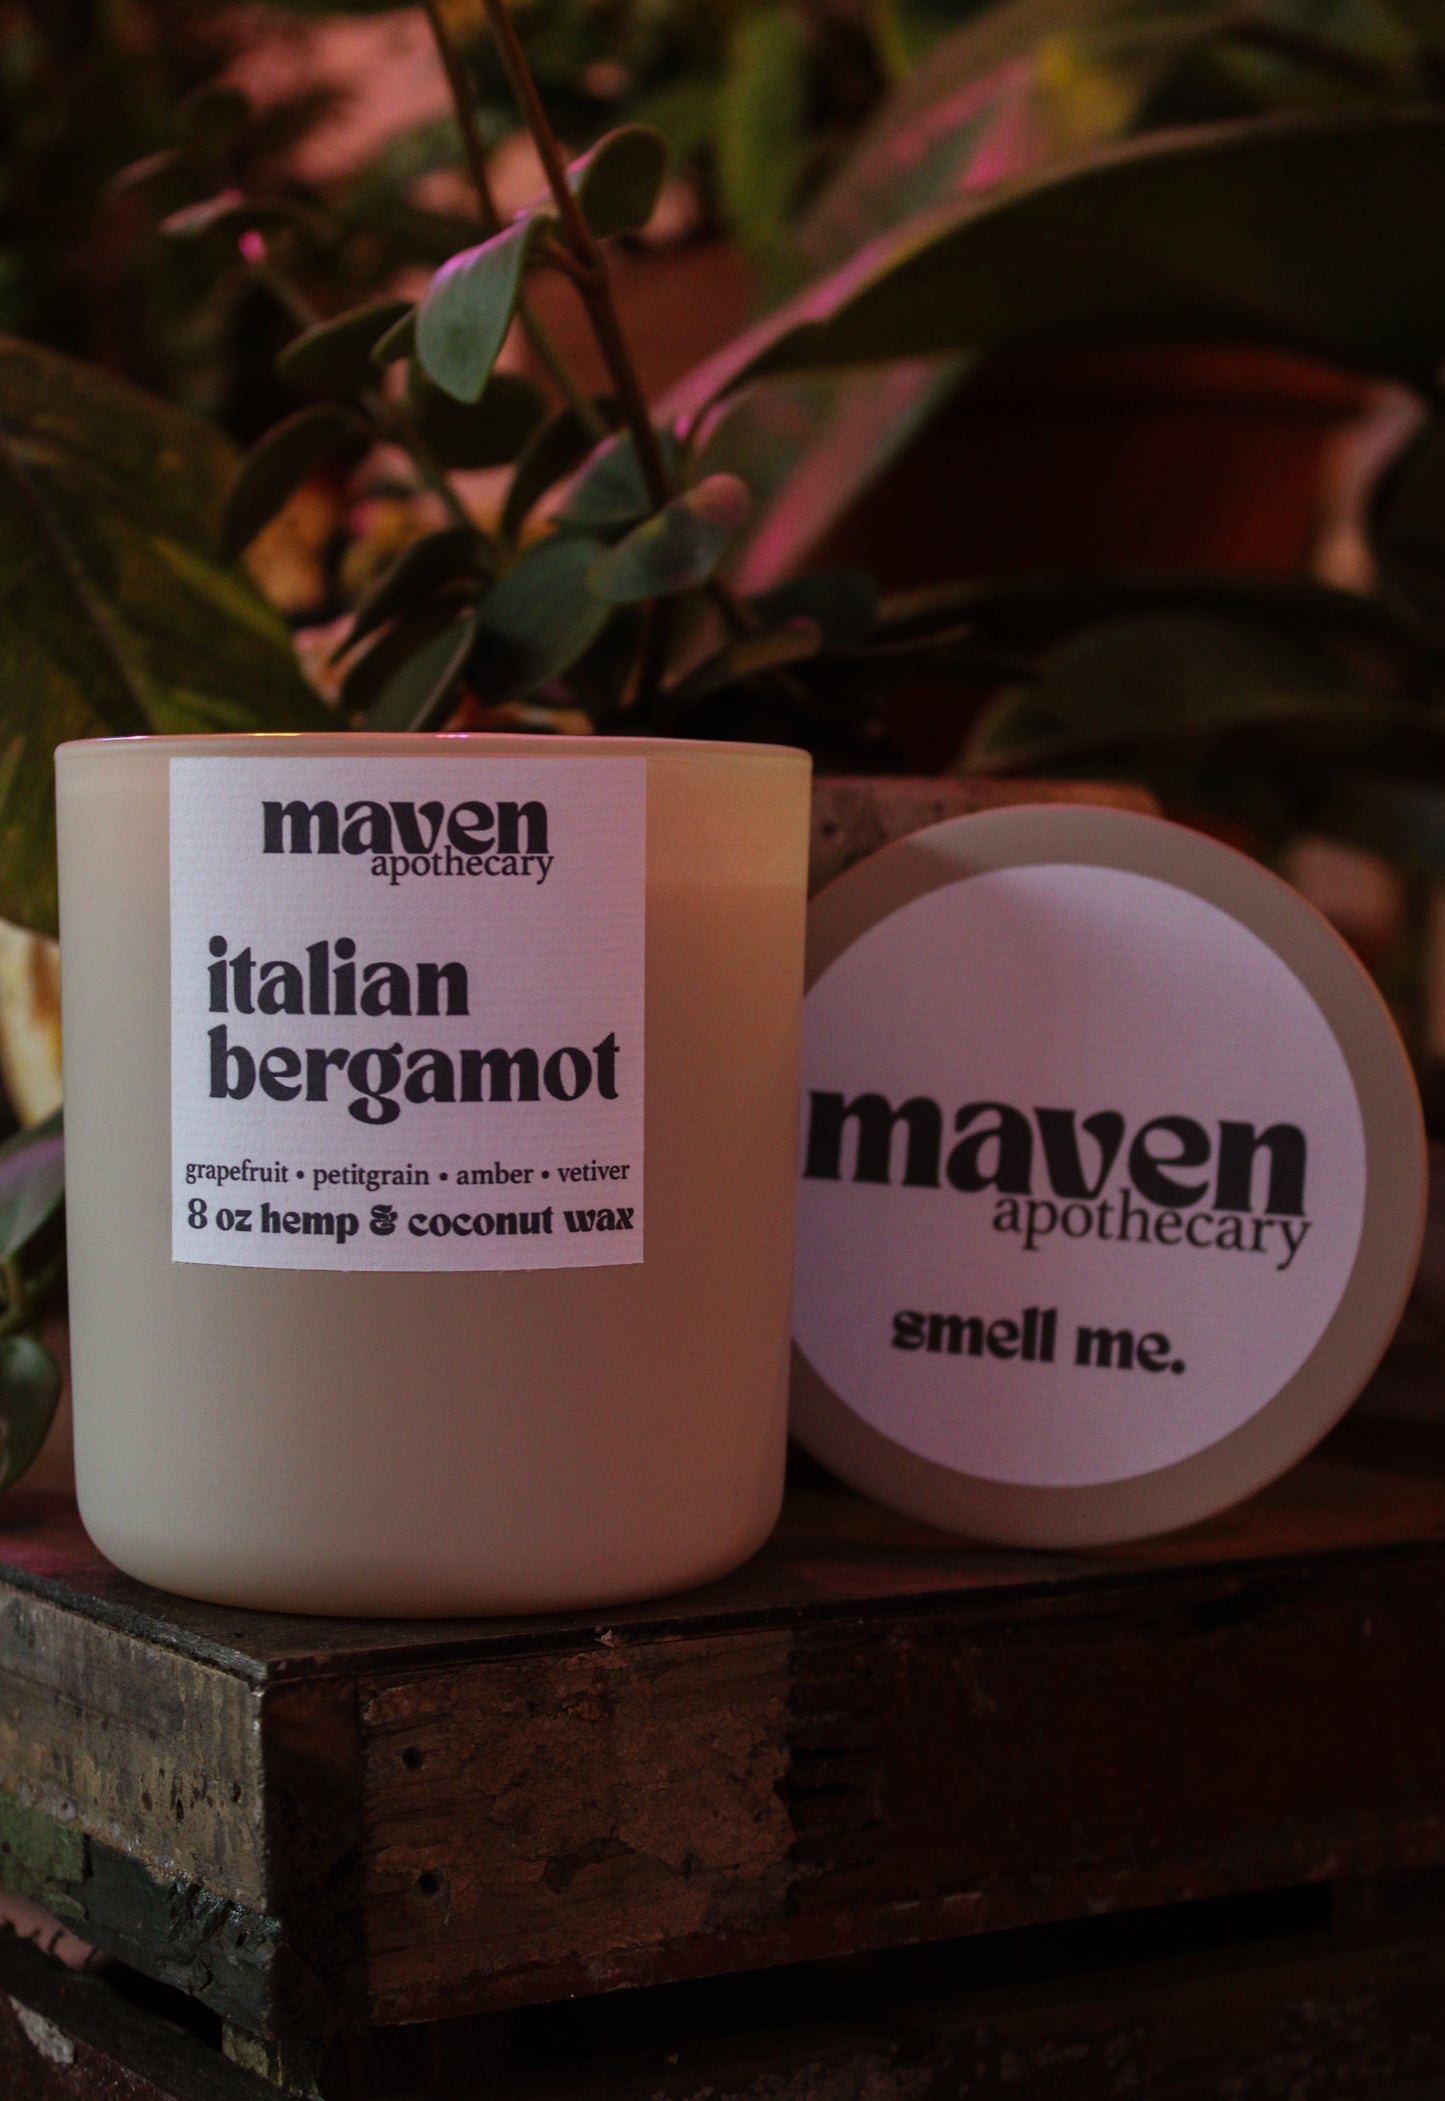 maven
apothecary
italian
bergamot
grapefruit • petitgrain • amber • vetiver
8 oz hemp & coconut wax
maven
apothecary
smell me.